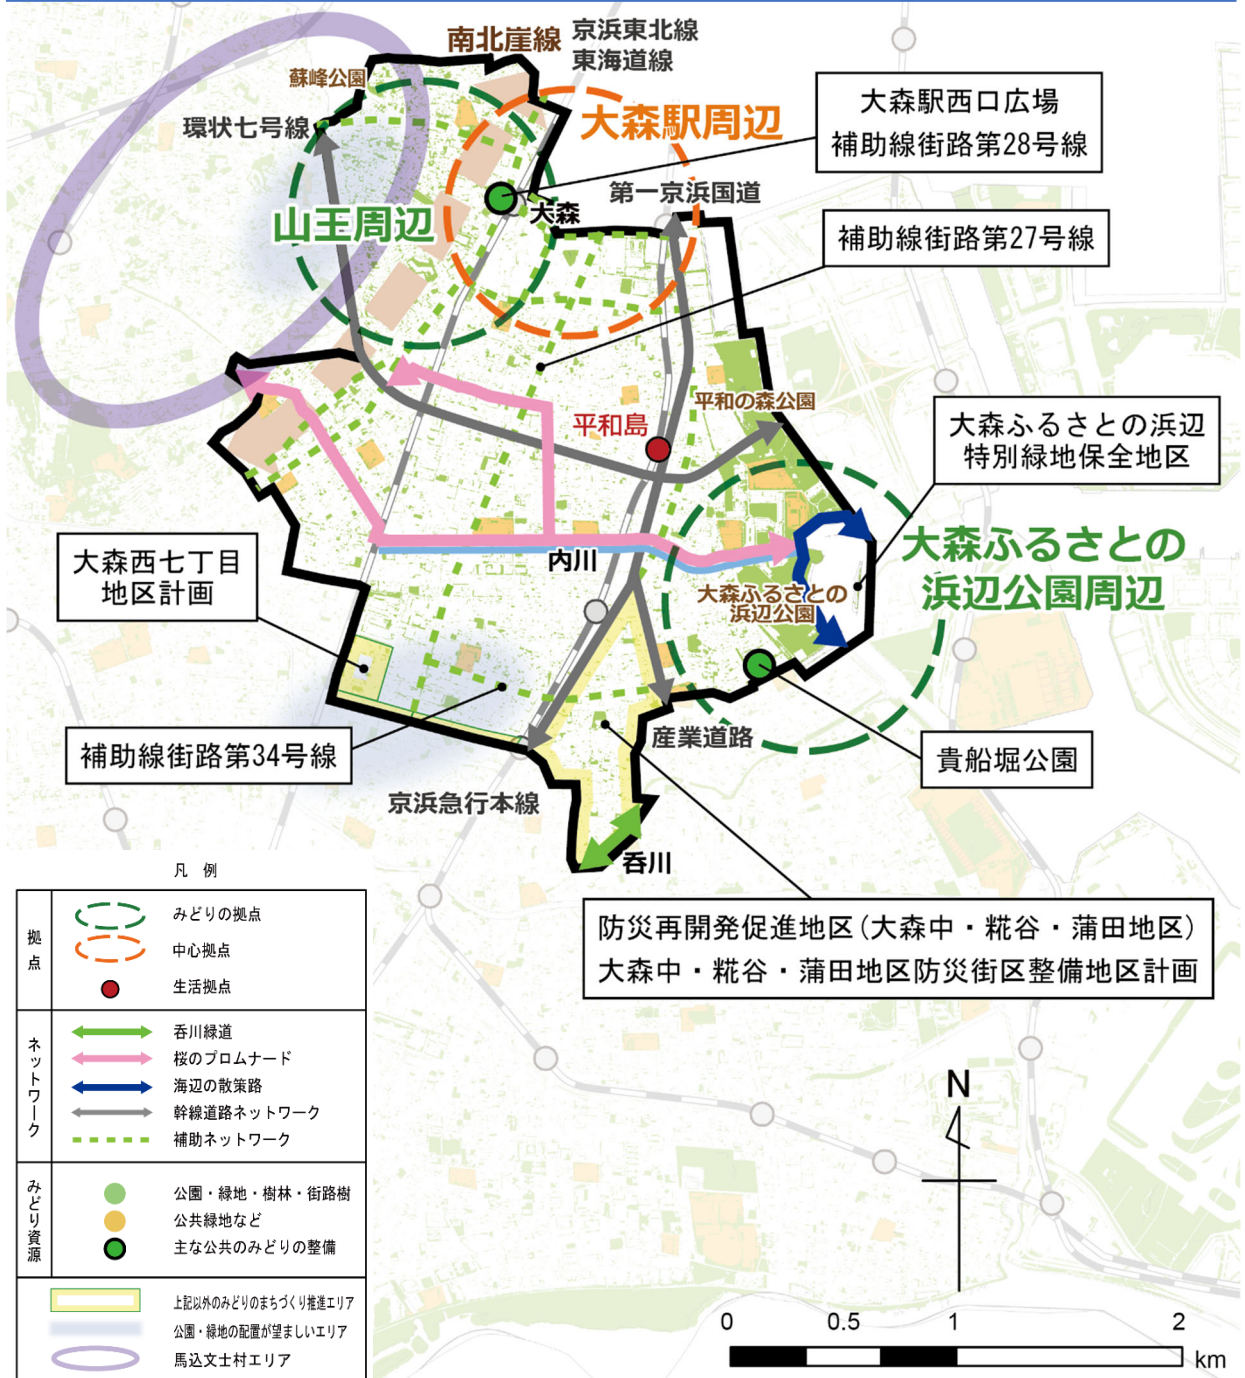 南北崖線
京浜東北線
東海道線
蘇峰公園
環状七号線
大森駅周辺
大森駅西口広場
補助線街路第28号線
山王周辺
大森
第一京浜国道
補助線街路第27号線
平和の森公園
平和島
大森ふるさとの浜辺
特別緑地保全地区
大森西七丁目
地区計画
内川
大森ふるさとの
浜辺公園
大森ふるさとの
浜辺公園周辺
補助線街路第34号線
産業道路
貴船堀公園
京浜急行本線
呑川
防災再開発促進地区(大森中・糀谷・蒲田地区)
大森中・糀谷・蒲田地区防災街区整備地区計画
凡 例
拠点
みどりの拠点
中心拠点
生活拠点
ネットワーク
呑川緑道
桜のプロムナード
海辺の散策路
幹線道路ネットワーク
補助ネットワーク
みどり資源
公園・緑地・樹林・街路樹
公共緑地など
主な公共のみどりの整備
上記以外のみどりのまちづくり推進エリア
公園・緑地の配置が望ましいエリア
馬込文士村エリア
N
0 0.5 1 2
km